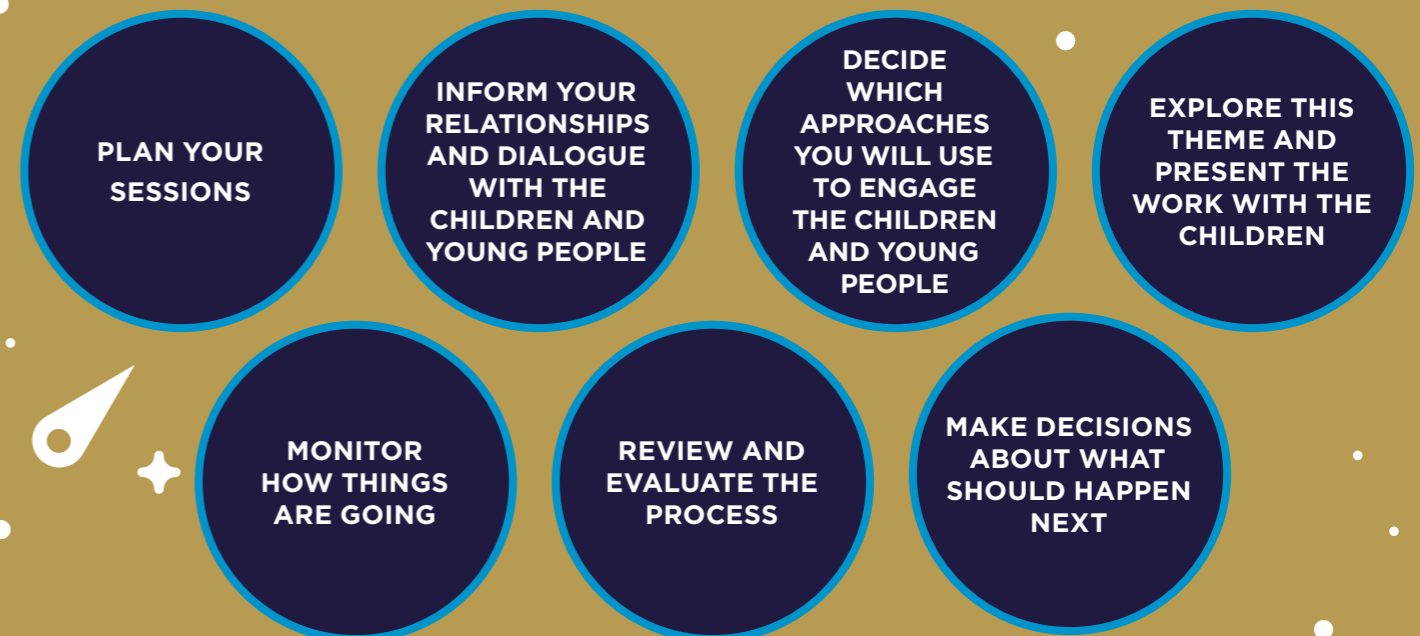 PLAN YOUR
SESSIONS
INFORM YOUR
RELATIONSHIPS
AND DIALOGUE
WITH THE
CHILDREN AND
YOUNG PEOPLE
DECIDE
WHICH
APPROACHES
YOU WILL USE
TO ENGAGE
THE CHILDREN
AND YOUNG
PEOPLE
EXPLORE THIS
THEME AND
PRESENT THE
WORK WITH THE
CHILDREN
MONITOR
HOW THINGS
ARE GOING
REVIEW AND
EVALUATE THE
PROCESS
MAKE DECISIONS
ABOUT WHAT
SHOULD HAPPEN
NEXT